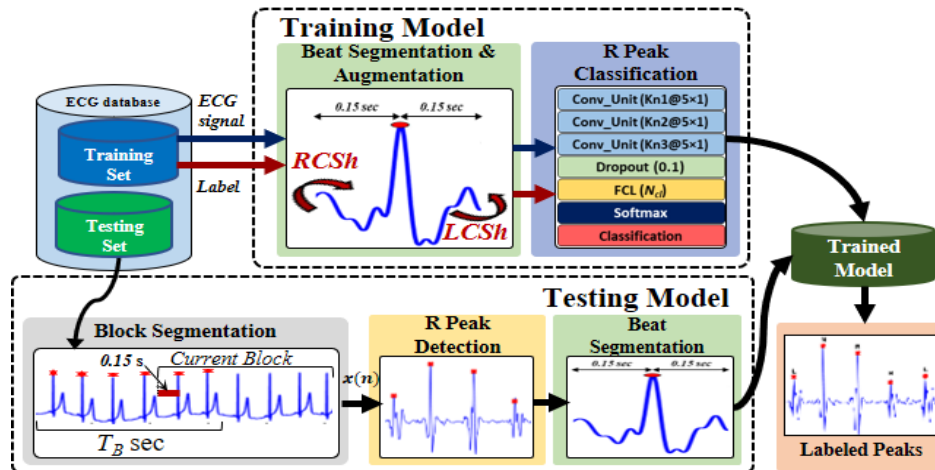 Training Model
Beat Segmentation &
Augmentation
0.15 sec
0.15 sec
RCSh
LCSh
R Peak
Classification
Conv_Unit (Kn1@5×1)
Conv_Unit (Kn2@5×1)
Conv_Unit (Kn3@5×1)
Dropout (0.1)
FCL (N_cl)
Softmax
Classification
ECG database
Training
Set
Testing
Set
ECG
signal
Label
Trained
Model
Testing Model
Block Segmentation
0.15 s
Current Block
T_B sec
x(n)
R Peak
Detection
Beat
Segmentation
0.15 sec
0.15 sec
Labeled Peaks